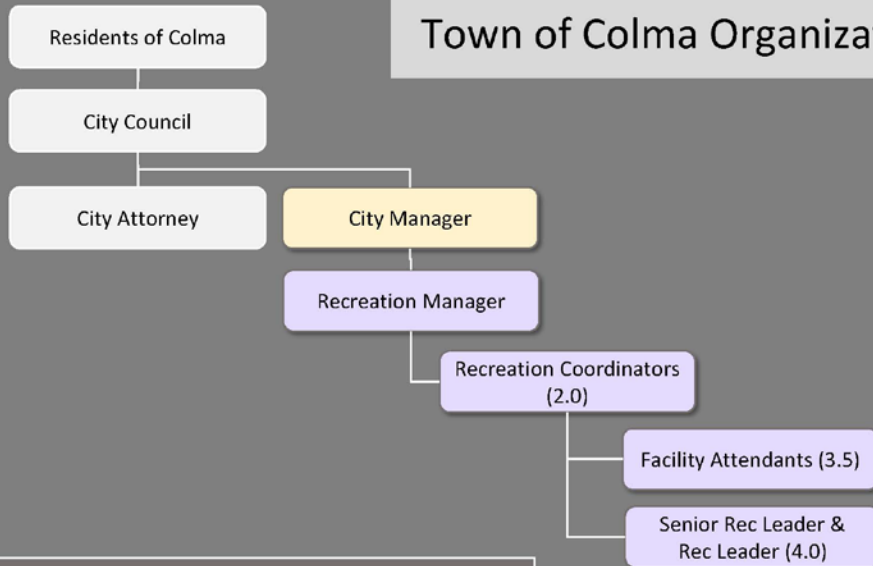 Town of Colma
Residents of Colma
City Council
City Attorney
City Manager
Recreation Manager
Recreation Coordinators
(2.0)
Facility Attendants (3.5)
Senior Rec Leader &
Rec Leader (4.0)